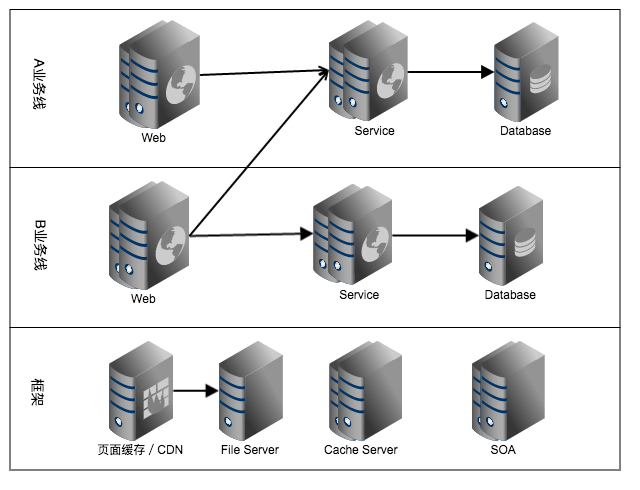 A业务线
Web
Service
Database
B业务线
Web
Service
Database
框架
页面缓存 / CDN
File Server
Cache Server
SOA